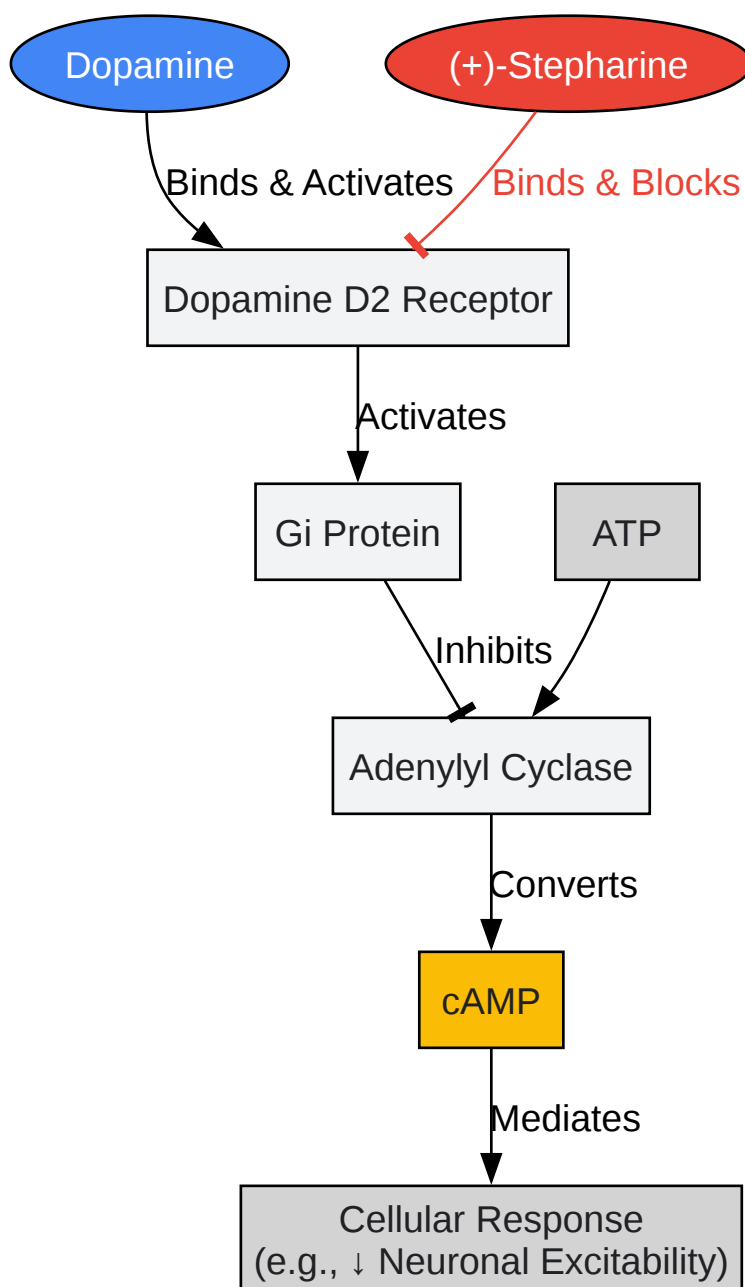 Dopamine
(+)-Stepharine
Binds & Activates
Binds & Blocks
Dopamine D2 Receptor
Activates
Gi Protein
ATP
Inhibits
Adenylyl Cyclase
Converts
cAMP
Mediates
Cellular Response
(e.g., ↓ Neuronal Excitability)